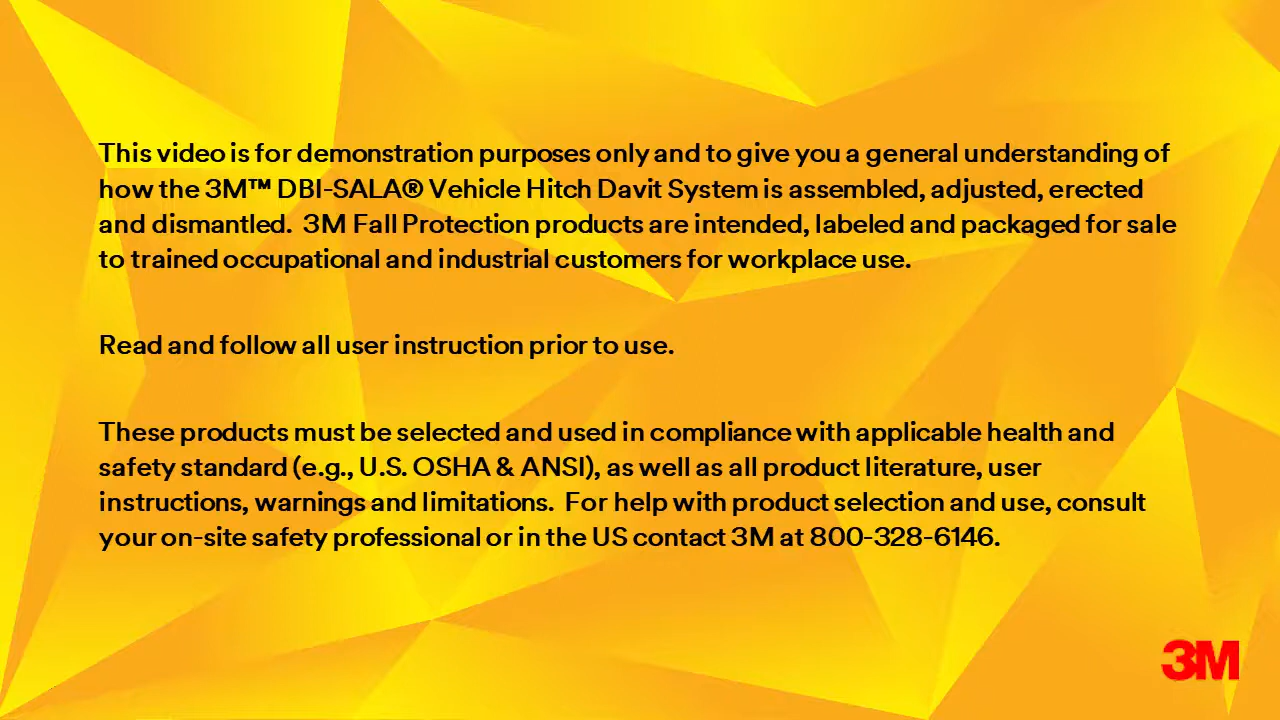 This video is for demonstration purposes only and to give you a general understanding of
how the 3M™ DBI-SALA® Vehicle Hitch Davit System is assembled, adjusted, erected
and dismantled.  3M Fall Protection products are intended, labeled and packaged for sale
to trained occupational and industrial customers for workplace use.
Read and follow all user instruction prior to use.
These products must be selected and used in compliance with applicable health and
safety standard (e.g., U.S. OSHA & ANSI), as well as all product literature, user
instructions, warnings and limitations.  For help with product selection and use, consult
your on-site safety professional or in the US contact 3M at 800-328-6146.
3M